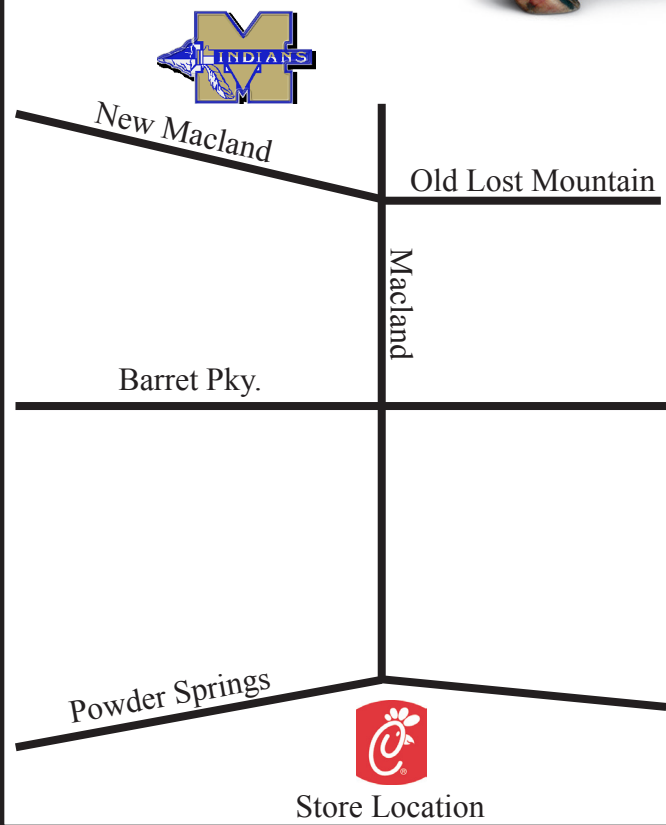 INDIANS
M
New Macland
Old Lost Mountain
Macland
Barret Pky.
Powder Springs
C
®
Store Location